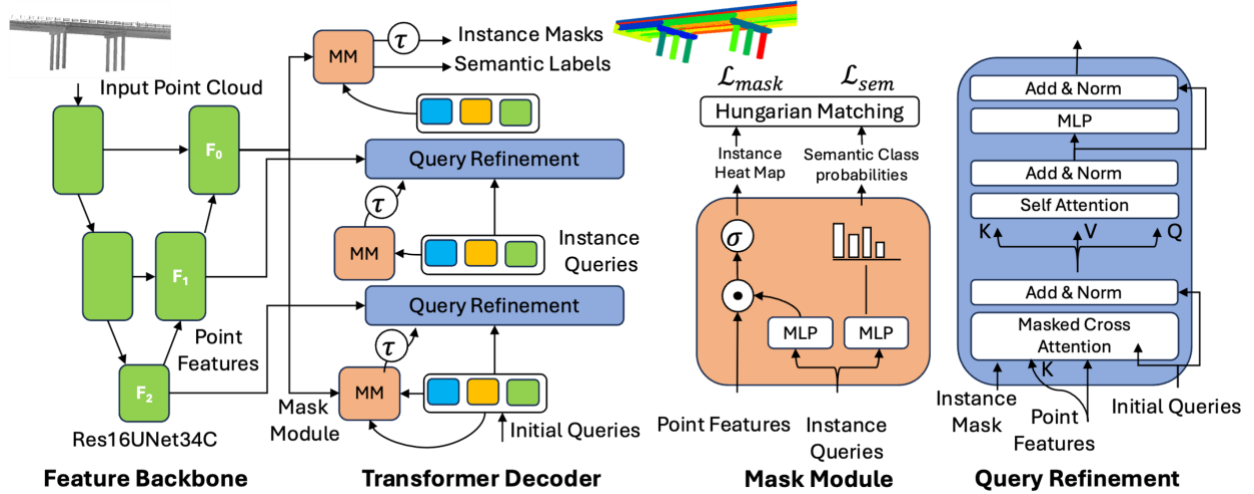 Input Point Cloud
F0
F1
F2
Point
Features
Res16UNet34C
Feature Backbone
MM
τ
Instance Masks
Semantic Labels
Query Refinement
τ
MM
Instance
Queries
Query Refinement
τ
MM
Mask
Module
Initial Queries
Transformer Decoder
ℒmask
ℒsem
Hungarian Matching
Instance
Heat Map
Semantic Class
probabilities
σ
MLP
MLP
Point Features
Instance
Queries
Mask Module
Add & Norm
MLP
Add & Norm
Self Attention
K
V
Q
Add & Norm
Masked Cross
Attention
K
Instance
Mask
Point
Features
Initial Queries
Query Refinement